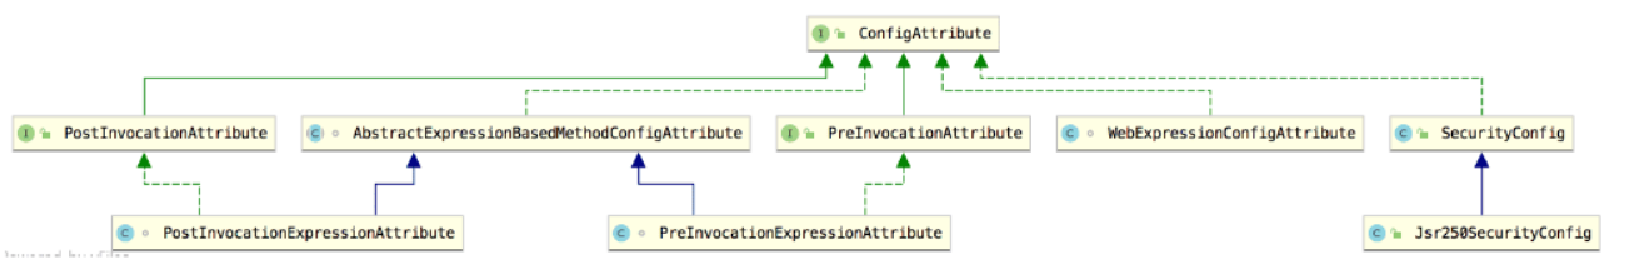 ConfigAttribute
PostInvocationAttribute
AbstractExpressionBasedMethodConfigAttribute
PreInvocationAttribute
WebExpressionConfigAttribute
SecurityConfig
PostInvocationExpressionAttribute
PreInvocationExpressionAttribute
Jsr250SecurityConfig